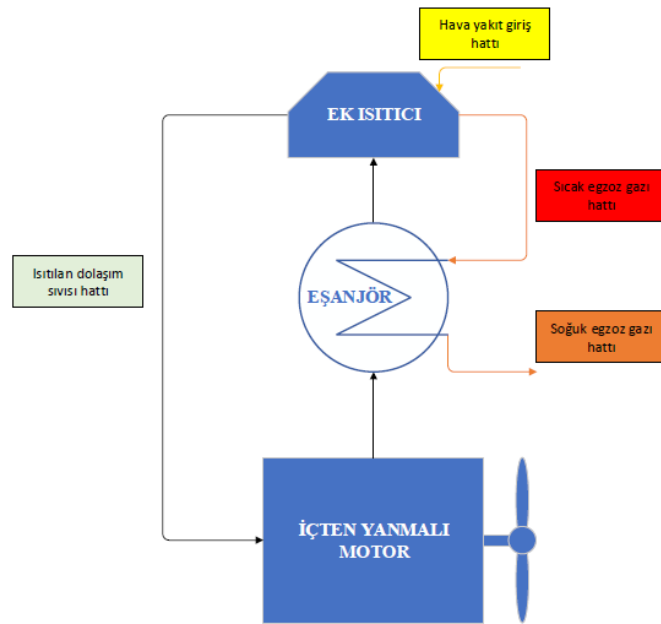 Hava yakıt giriş
hattı
EK ISITICI
Sıcak egzoz gazı
hattı
Isıtılan dolaşım
sıvısı hattı
EŞANJÖR
Soğuk egzoz gazı
hattı
İÇTEN YANMALI
MOTOR